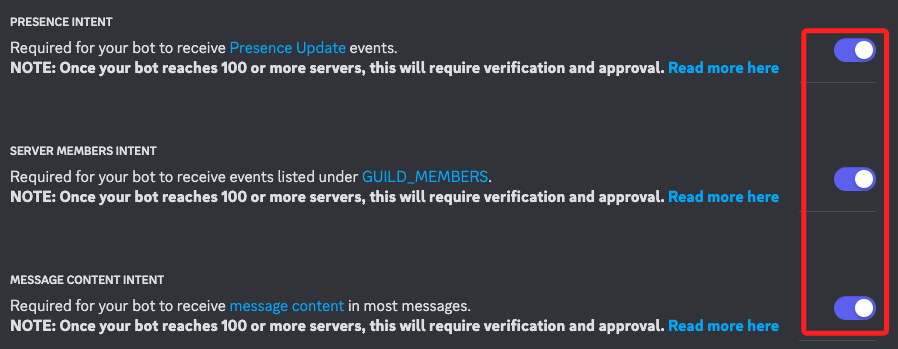 PRESENCE INTENT
Required for your bot to receive Presence Update events.
NOTE: Once your bot reaches 100 or more servers, this will require verification and approval. Read more here
SERVER MEMBERS INTENT
Required for your bot to receive events listed under GUILD_MEMBERS.
NOTE: Once your bot reaches 100 or more servers, this will require verification and approval. Read more here
MESSAGE CONTENT INTENT
Required for your bot to receive message content in most messages.
NOTE: Once your bot reaches 100 or more servers, this will require verification and approval. Read more here